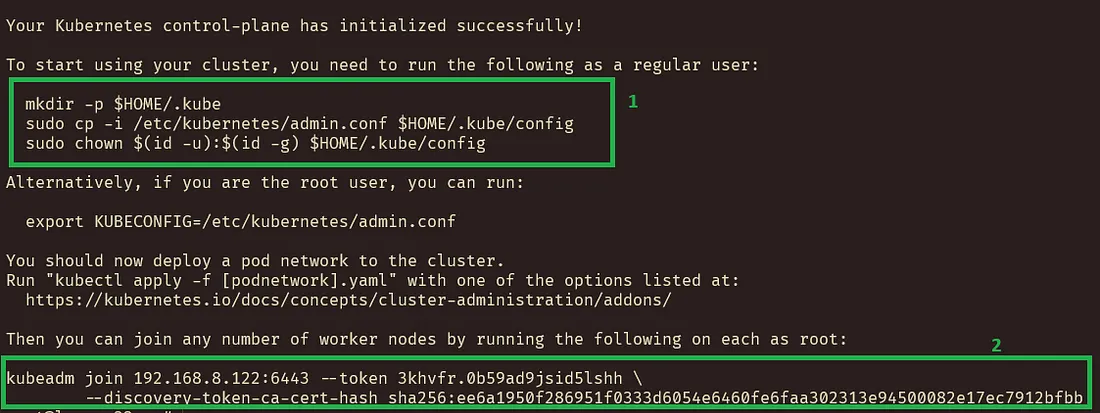 Your Kubernetes control-plane has initialized successfully!
To start using your cluster, you need to run the following as a regular user:
mkdir -p $HOME/.kube
sudo cp -i /etc/kubernetes/admin.conf $HOME/.kube/config
sudo chown $(id -u):$(id -g) $HOME/.kube/config
1
Alternatively, if you are the root user, you can run:
export KUBECONFIG=/etc/kubernetes/admin.conf
You should now deploy a pod network to the cluster.
Run "kubectl apply -f [podnetwork].yaml" with one of the options listed at:
https://kubernetes.io/docs/concepts/cluster-administration/addons/
Then you can join any number of worker nodes by running the following on each as root:
2
kubeadm join 192.168.8.122:6443 --token 3khvfr.0b59ad9jsid5lshh \
--discovery-token-ca-cert-hash sha256:ee6a1950f286951f0333d6054e6460fe6faa302313e94500082e17ec7912bfbb